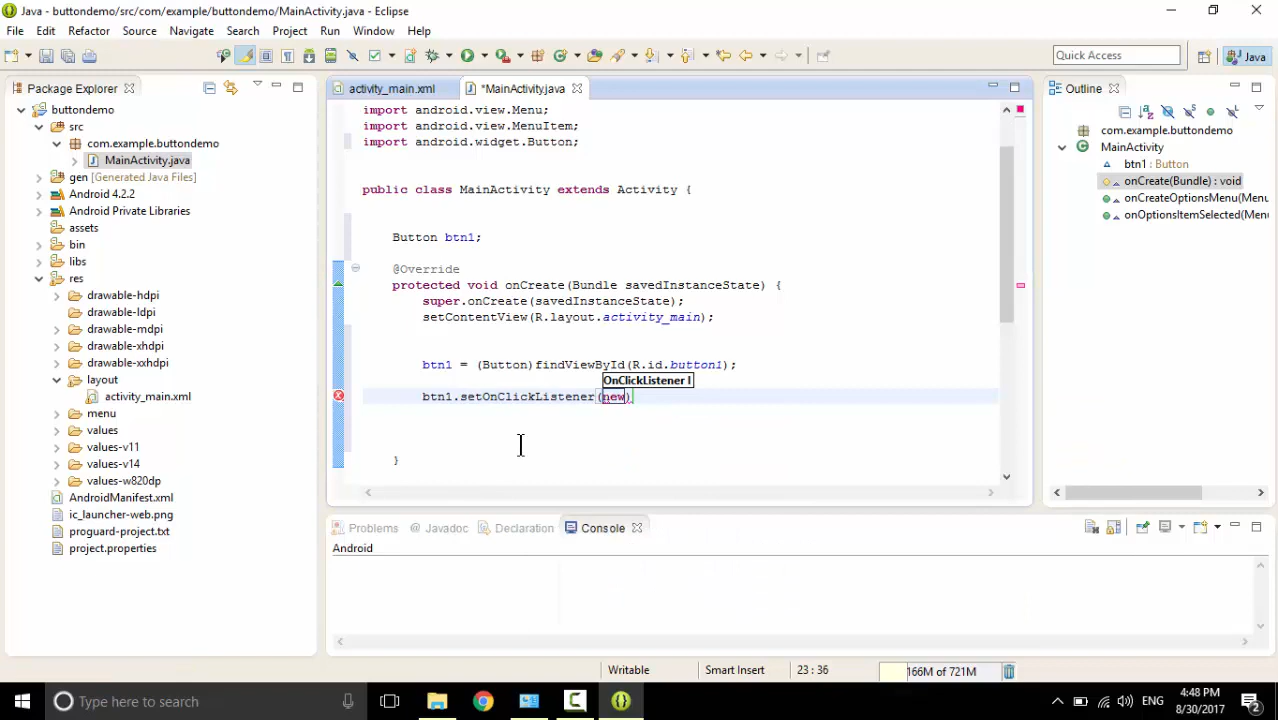 Java - buttondemo/src/com/example/buttondemo/MainActivity.java - Eclipse
File Edit Refactor Source Navigate Search Project Run Window Help
Quick Access
Java
Package Explorer
buttondemo
src
com.example.buttondemo
MainActivity.java
gen [Generated Java Files]
Android 4.2.2
Android Private Libraries
assets
bin
libs
res
drawable-hdpi
drawable-ldpi
drawable-mdpi
drawable-xhdpi
drawable-xxhdpi
layout
activity_main.xml
menu
values
values-v11
values-v14
values-w820dp
AndroidManifest.xml
ic_launcher-web.png
proguard-project.txt
project.properties
activity_main.xml *MainActivity.java
import android.view.Menu;
import android.view.MenuItem;
import android.widget.Button;
public class MainActivity extends Activity {
Button btn1;
@Override
protected void onCreate(Bundle savedInstanceState) {
super.onCreate(savedInstanceState);
setContentView(R.layout.activity_main);
btn1 = (Button)findViewById(R.id.button1);
OnClickListener l
btn1.setOnClickListener(new)
}
Outline
com.example.buttondemo
MainActivity
btn1 : Button
onCreate(Bundle) : void
onCreateOptionsMenu(Menu
onOptionsItemSelected(Menu
Problems @ Javadoc Declaration Console
Android
Writable Smart Insert 23 : 36 166M of 721M
Type here to search
ENG
4:48 PM
8/30/2017
2